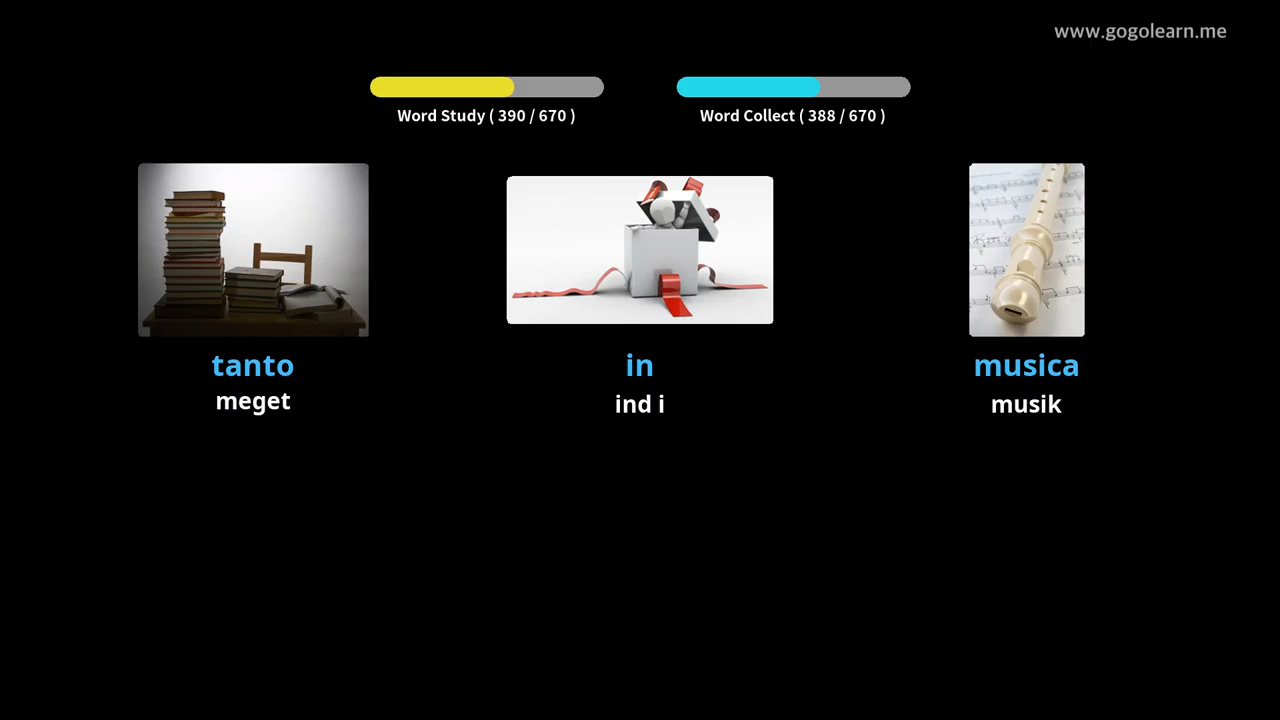 www.gogolearn.me
Word Study ( 390 / 670 )
Word Collect ( 388 / 670 )
tanto
meget
in
ind i
musica
musik